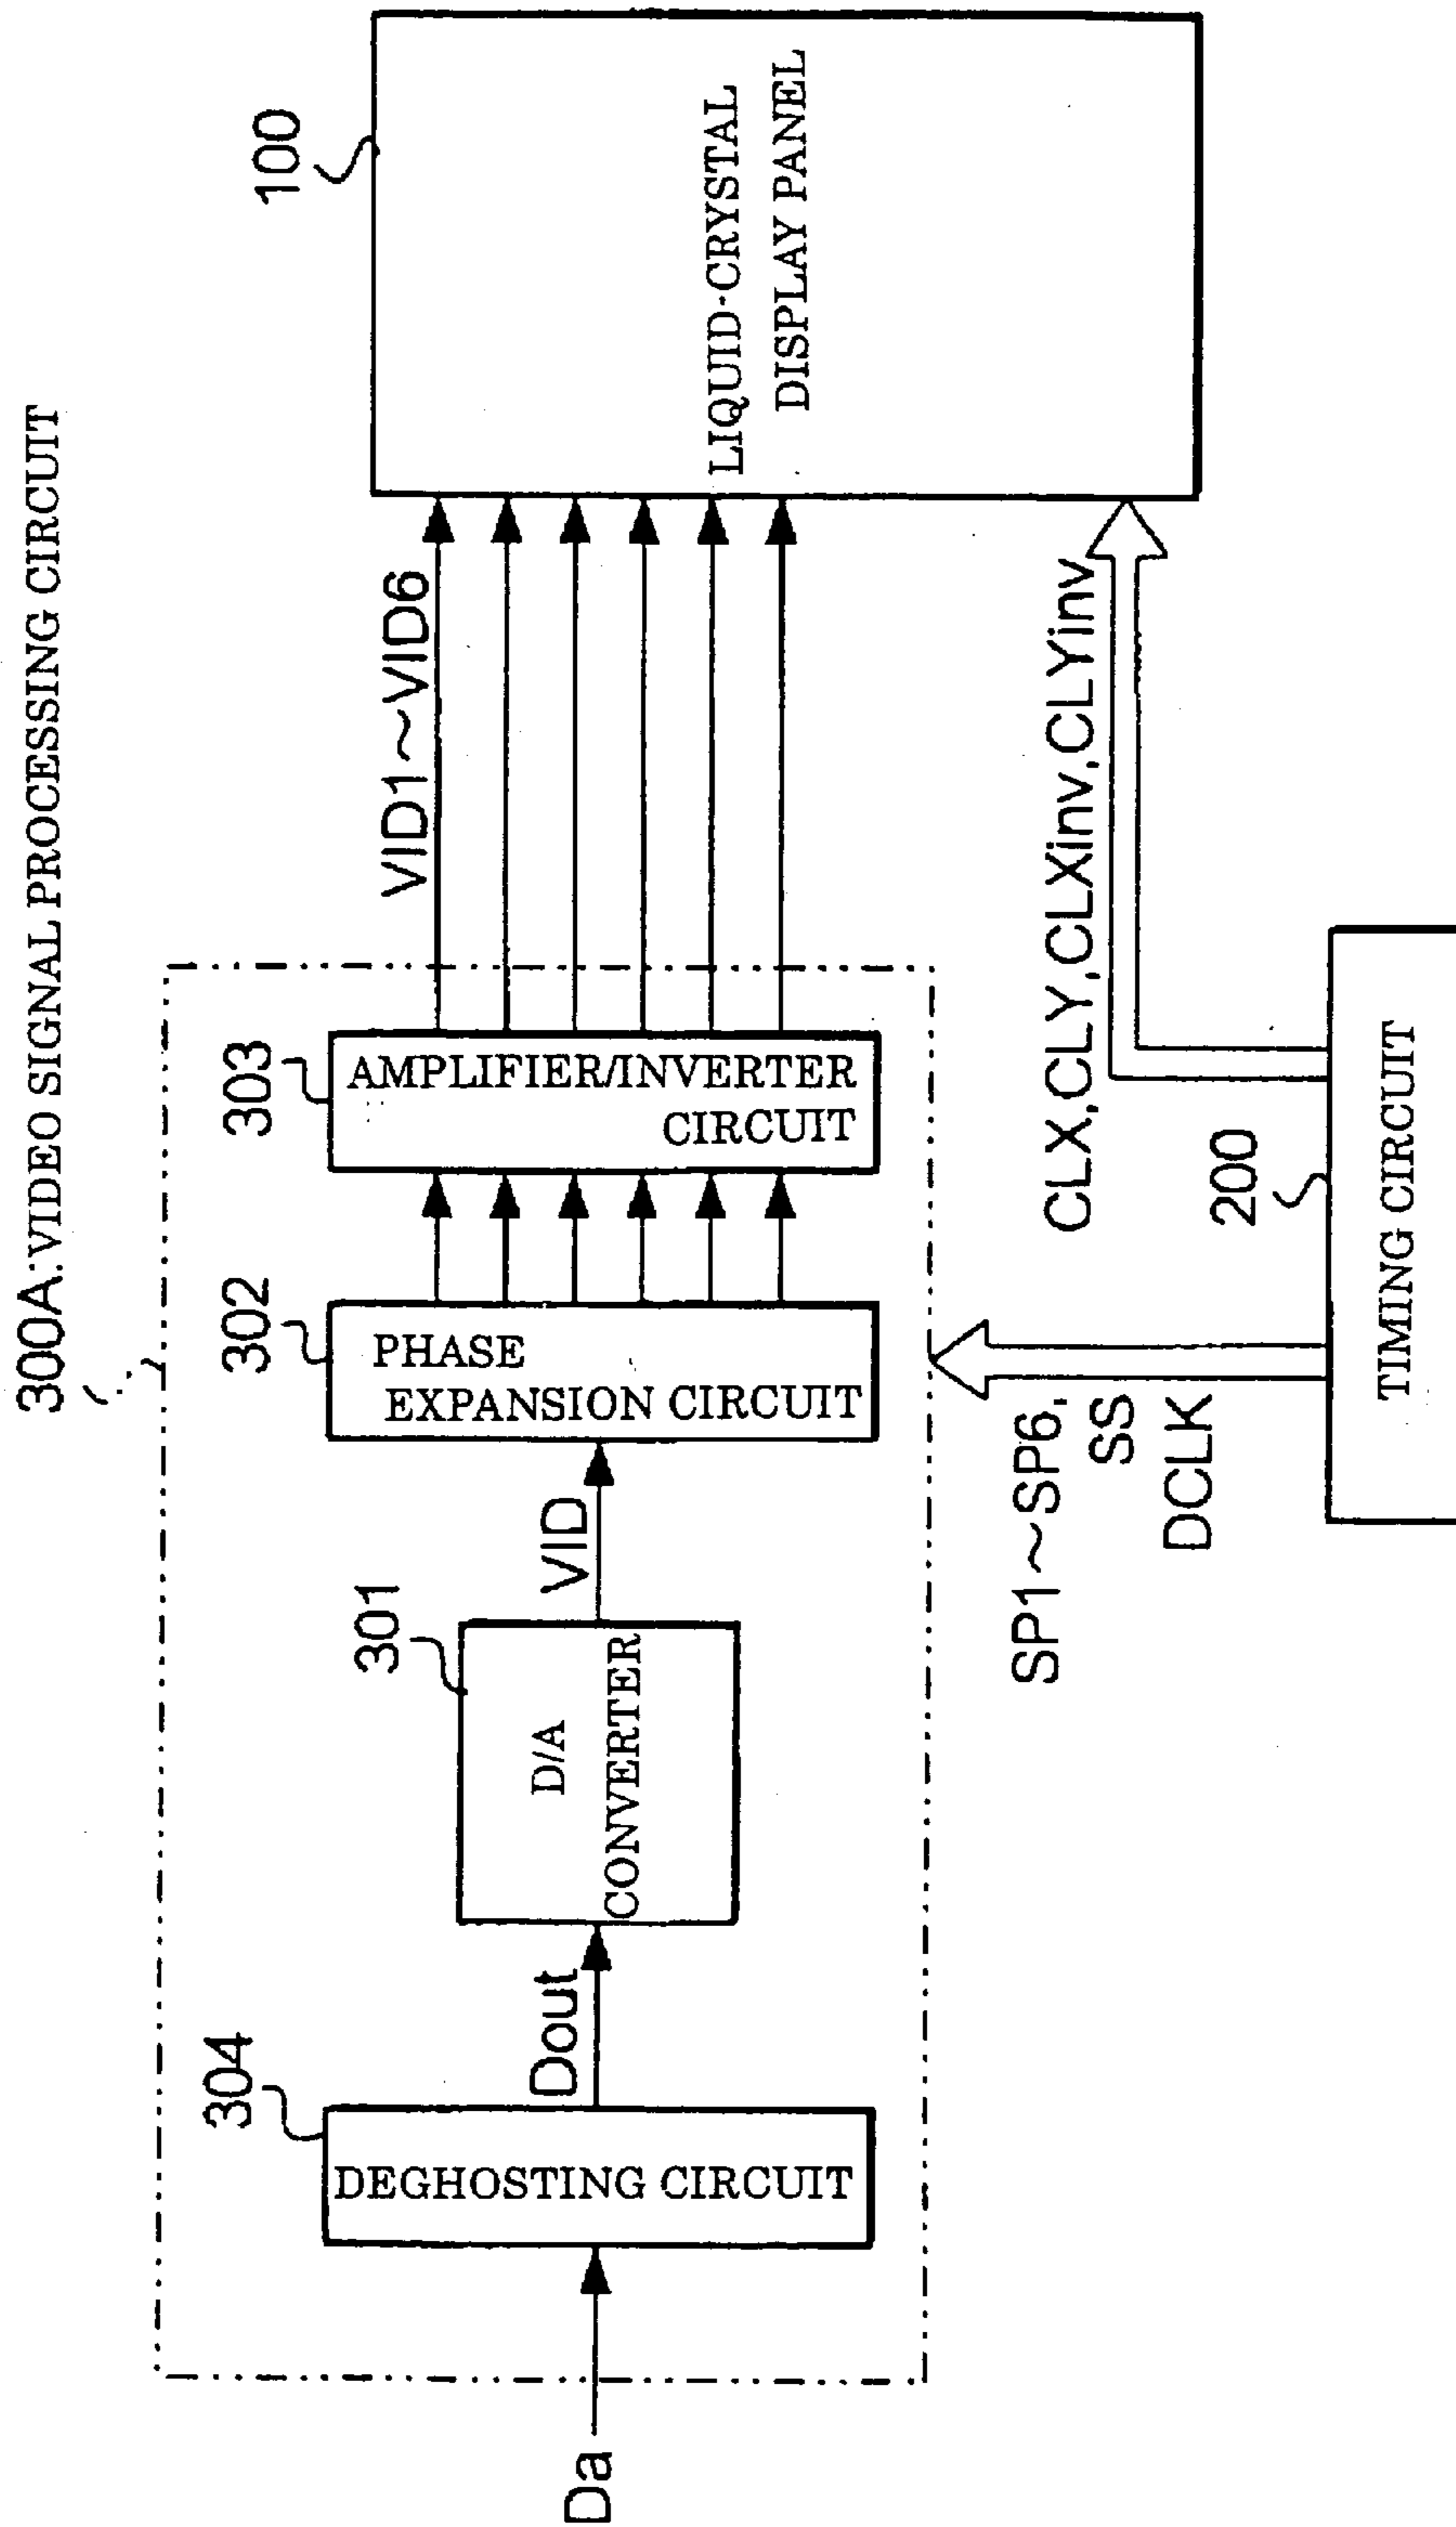 300A:VIDEO SIGNAL PROCESSING CIRCUIT
304
DEGHOSTING CIRCUIT
Da
Dout
301
D/A
CONVERTER
VID
302
PHASE
EXPANSION CIRCUIT
303
AMPLIFIER/INVERTER
CIRCUIT
VID1~VID6
100
LIQUID-CRYSTAL
DISPLAY PANEL
SP1~SP6,
SS
DCLK
CLX,CLY,CLXinv,CLYinv
200
TIMING CIRCUIT